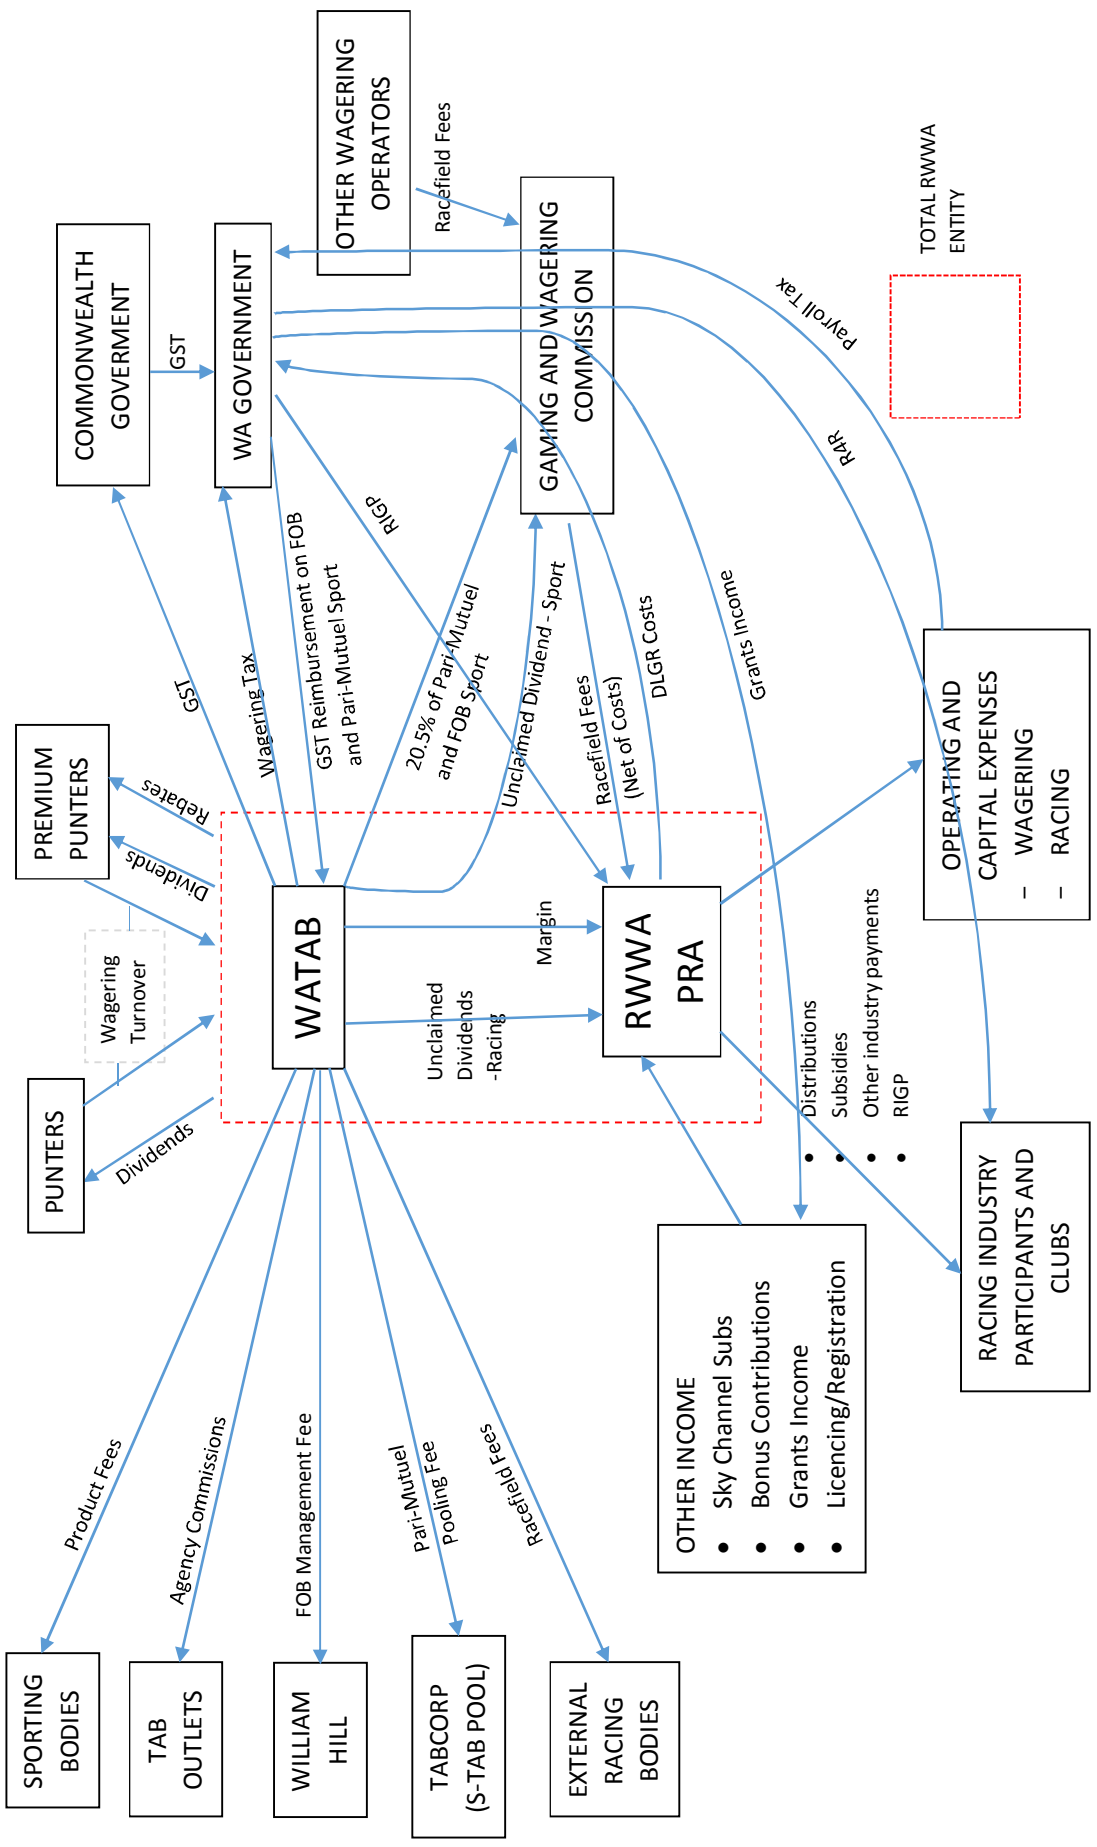 SPORTING
BODIES
TAB
OUTLETS
WILLIAM
HILL
TABCORP
(S-TAB POOL)
EXTERNAL
RACING
BODIES
Product Fees
Agency Commissions
FOB Management Fee
Pari-Mutuel
Pooling Fee
Racefield Fees
PUNTERS
Dividends
Wagering
Turnover
PREMIUM
PUNTERS
Dividends
Rebates
WATAB
Unclaimed
Dividends
-Racing
Margin
RWWA
PRA
OTHER INCOME
• Sky Channel Subs
• Bonus Contributions
• Grants Income
• Licencing/Registration
• Distributions
• Subsidies
• Other industry payments
• RIGP
RACING INDUSTRY
PARTICIPANTS AND
CLUBS
GST
Wagering Tax
GST Reimbursement on FOB
and Pari-Mutuel Sport
20.5% of Pari-Mutuel
and FOB Sport
Unclaimed Dividend - Sport
Racefield Fees
(Net of Costs)
DLGR Costs
Grants Income
RIGP
COMMONWEALTH
GOVERMENT
GST
WA GOVERNMENT
OTHER WAGERING
OPERATORS
Racefield Fees
GAMING AND WAGERING
COMMISSION
Payroll Tax
R4R
OPERATING AND
CAPITAL EXPENSES
– WAGERING
– RACING
TOTAL RWWA
ENTITY